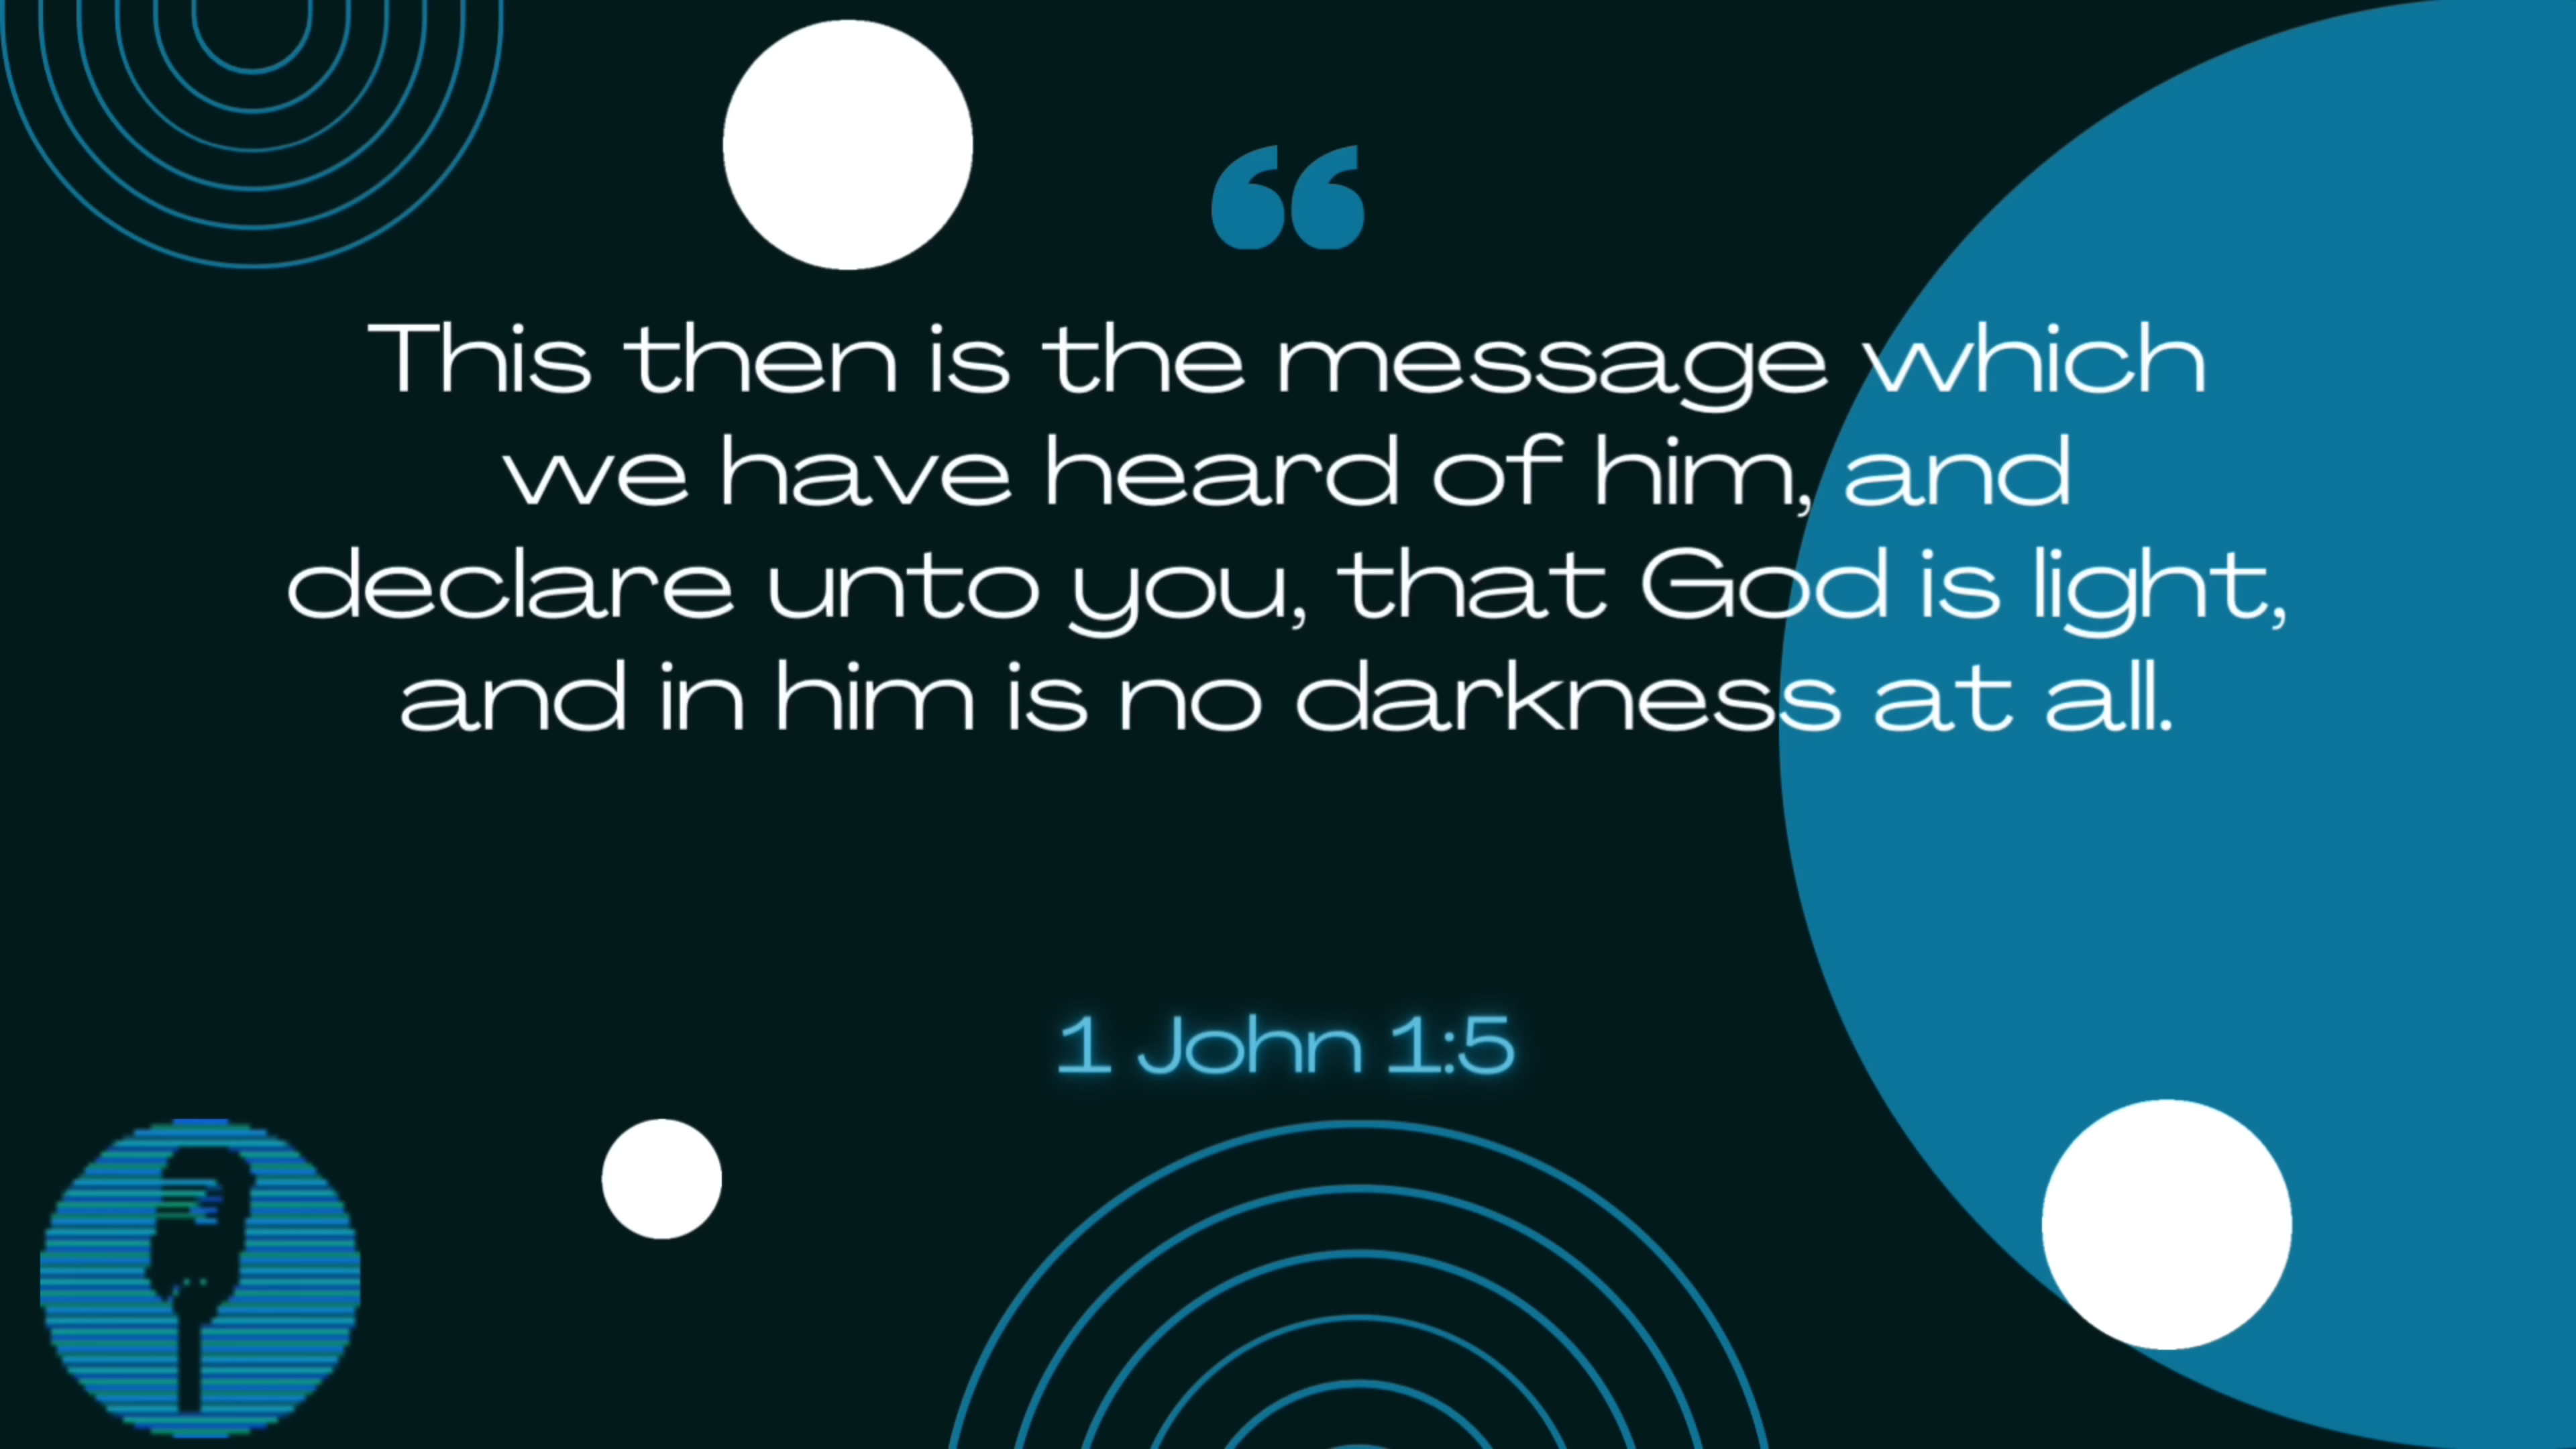 “
This then is the message which
we have heard of him, and
declare unto you, that God is light,
and in him is no darkness at all.
1 John 1:5